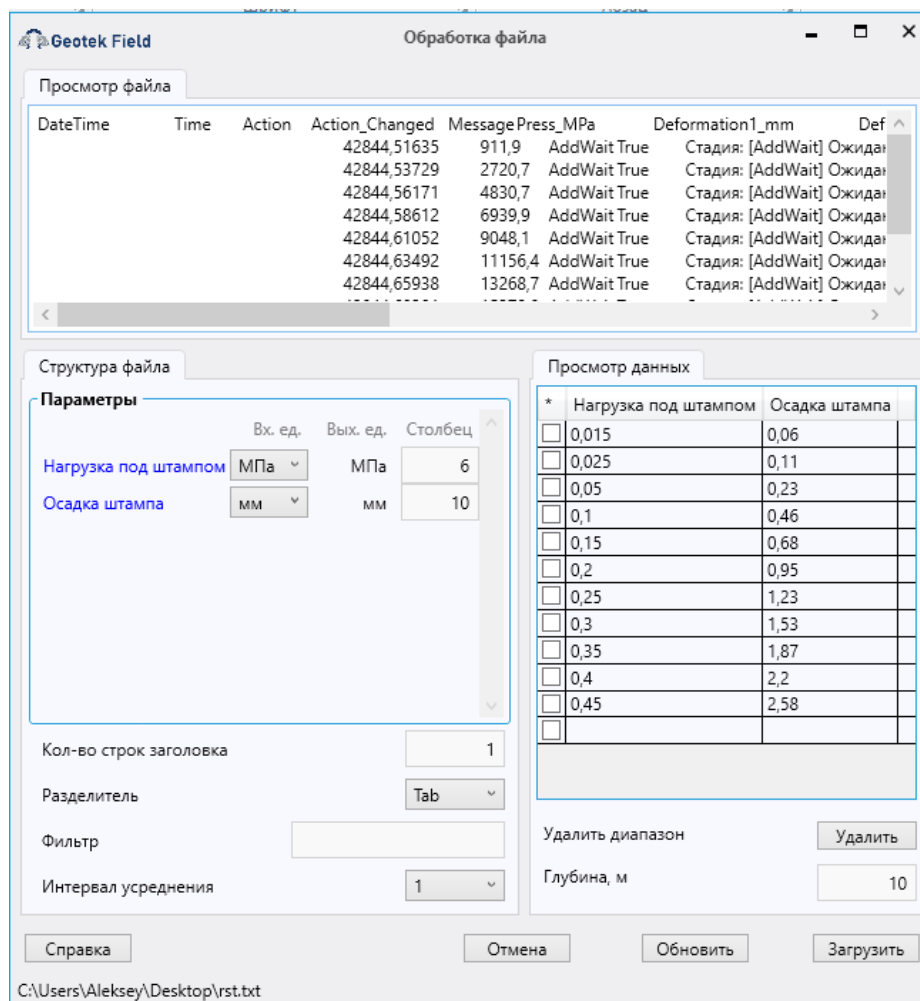 Geotek Field Обработка файла
Просмотр файла
DateTime Time Action Action_Changed Message Press_MPa Deformation1_mm Def
42844,51635 911,9 AddWait True Стадия: [AddWait] Ожидан
42844,53729 2720,7 AddWait True Стадия: [AddWait] Ожидан
42844,56171 4830,7 AddWait True Стадия: [AddWait] Ожидан
42844,58612 6939,9 AddWait True Стадия: [AddWait] Ожидан
42844,61052 9048,1 AddWait True Стадия: [AddWait] Ожидан
42844,63492 11156,4 AddWait True Стадия: [AddWait] Ожидан
42844,65938 13268,7 AddWait True Стадия: [AddWait] Ожидан
Структура файла
Параметры
Вх. ед. Вых. ед. Столбец
Нагрузка под штампом МПа МПа 6
Осадка штампа мм мм 10
Кол-во строк заголовка 1
Разделитель Tab
Фильтр
Интервал усреднения 1
Просмотр данных
* Нагрузка под штампом Осадка штампа
0,015 0,06
0,025 0,11
0,05 0,23
0,1 0,46
0,15 0,68
0,2 0,95
0,25 1,23
0,3 1,53
0,35 1,87
0,4 2,2
0,45 2,58
Удалить диапазон Удалить
Глубина, м 10
Справка Отмена Обновить Загрузить
C:\Users\Aleksey\Desktop\rst.txt